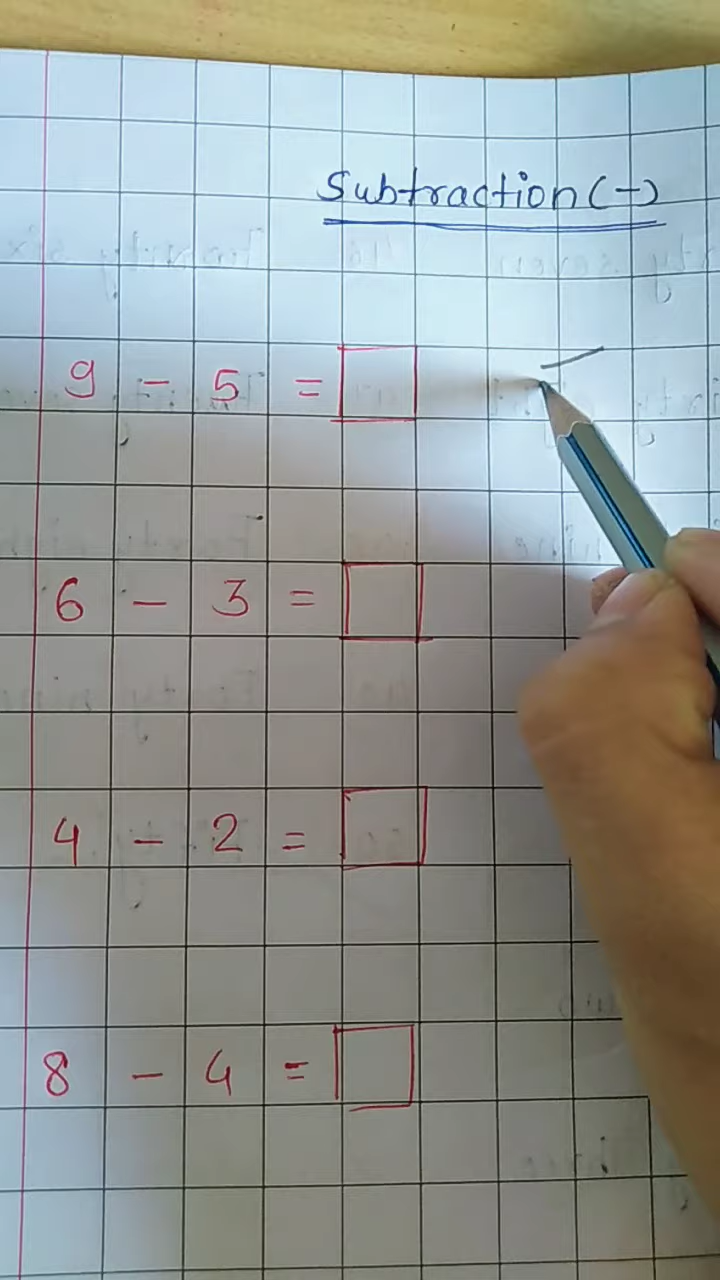 Subtraction (-)
9 - 5 =
6 - 3 =
4 - 2 =
8 - 4 =